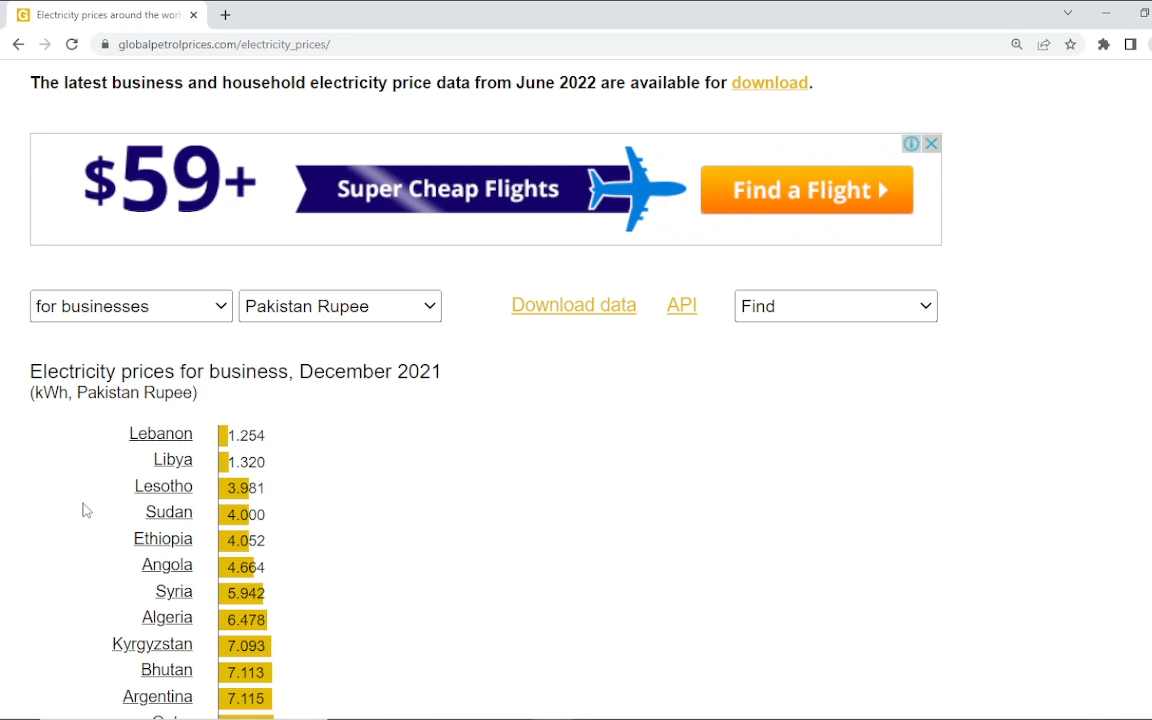 Electricity prices around the worl
globalpetrolprices.com/electricity_prices/
The latest business and household electricity price data from June 2022 are available for download.
$59+ Super Cheap Flights Find a Flight
for businesses Pakistan Rupee Download data API Find
Electricity prices for business, December 2021
(kWh, Pakistan Rupee)
Lebanon 1.254
Libya 1.320
Lesotho 3.981
Sudan 4.000
Ethiopia 4.052
Angola 4.664
Syria 5.942
Algeria 6.478
Kyrgyzstan 7.093
Bhutan 7.113
Argentina 7.115